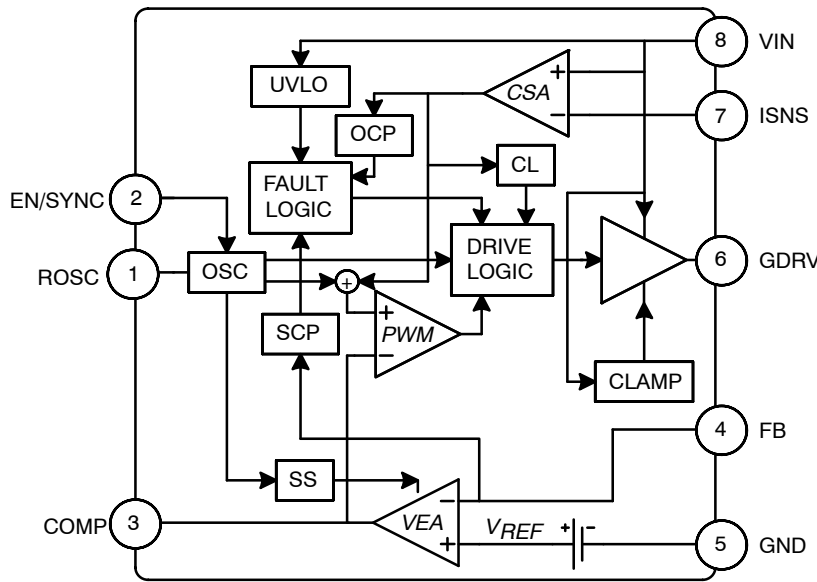 8 VIN
UVLO
+
CSA
−
OCP
7 ISNS
CL
EN/SYNC 2
FAULT
LOGIC
DRIVE
LOGIC
6 GDRV
ROSC 1
OSC
+
+
PWM
−
SCP
CLAMP
4 FB
SS
−
COMP 3
VEA
+
VREF
+ −
5 GND